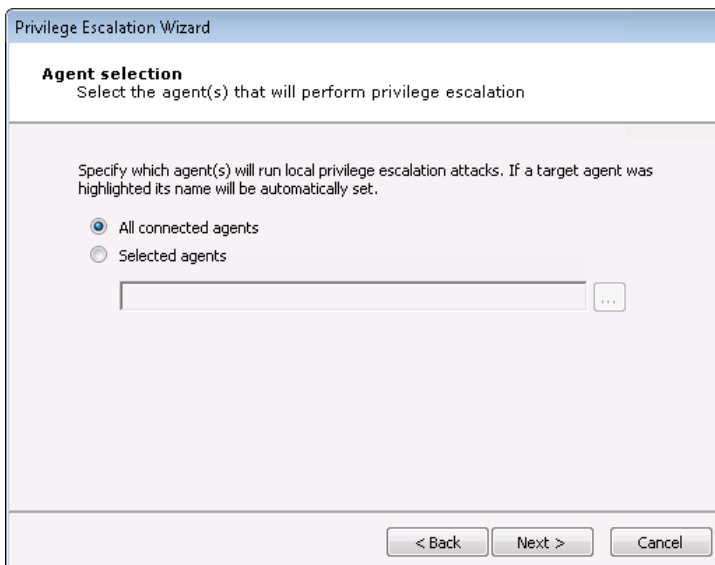 Privilege Escalation Wizard
Agent selection
Select the agent(s) that will perform privilege escalation
Specify which agent(s) will run local privilege escalation attacks. If a target agent was
highlighted its name will be automatically set.
All connected agents
Selected agents
...
< Back
Next >
Cancel